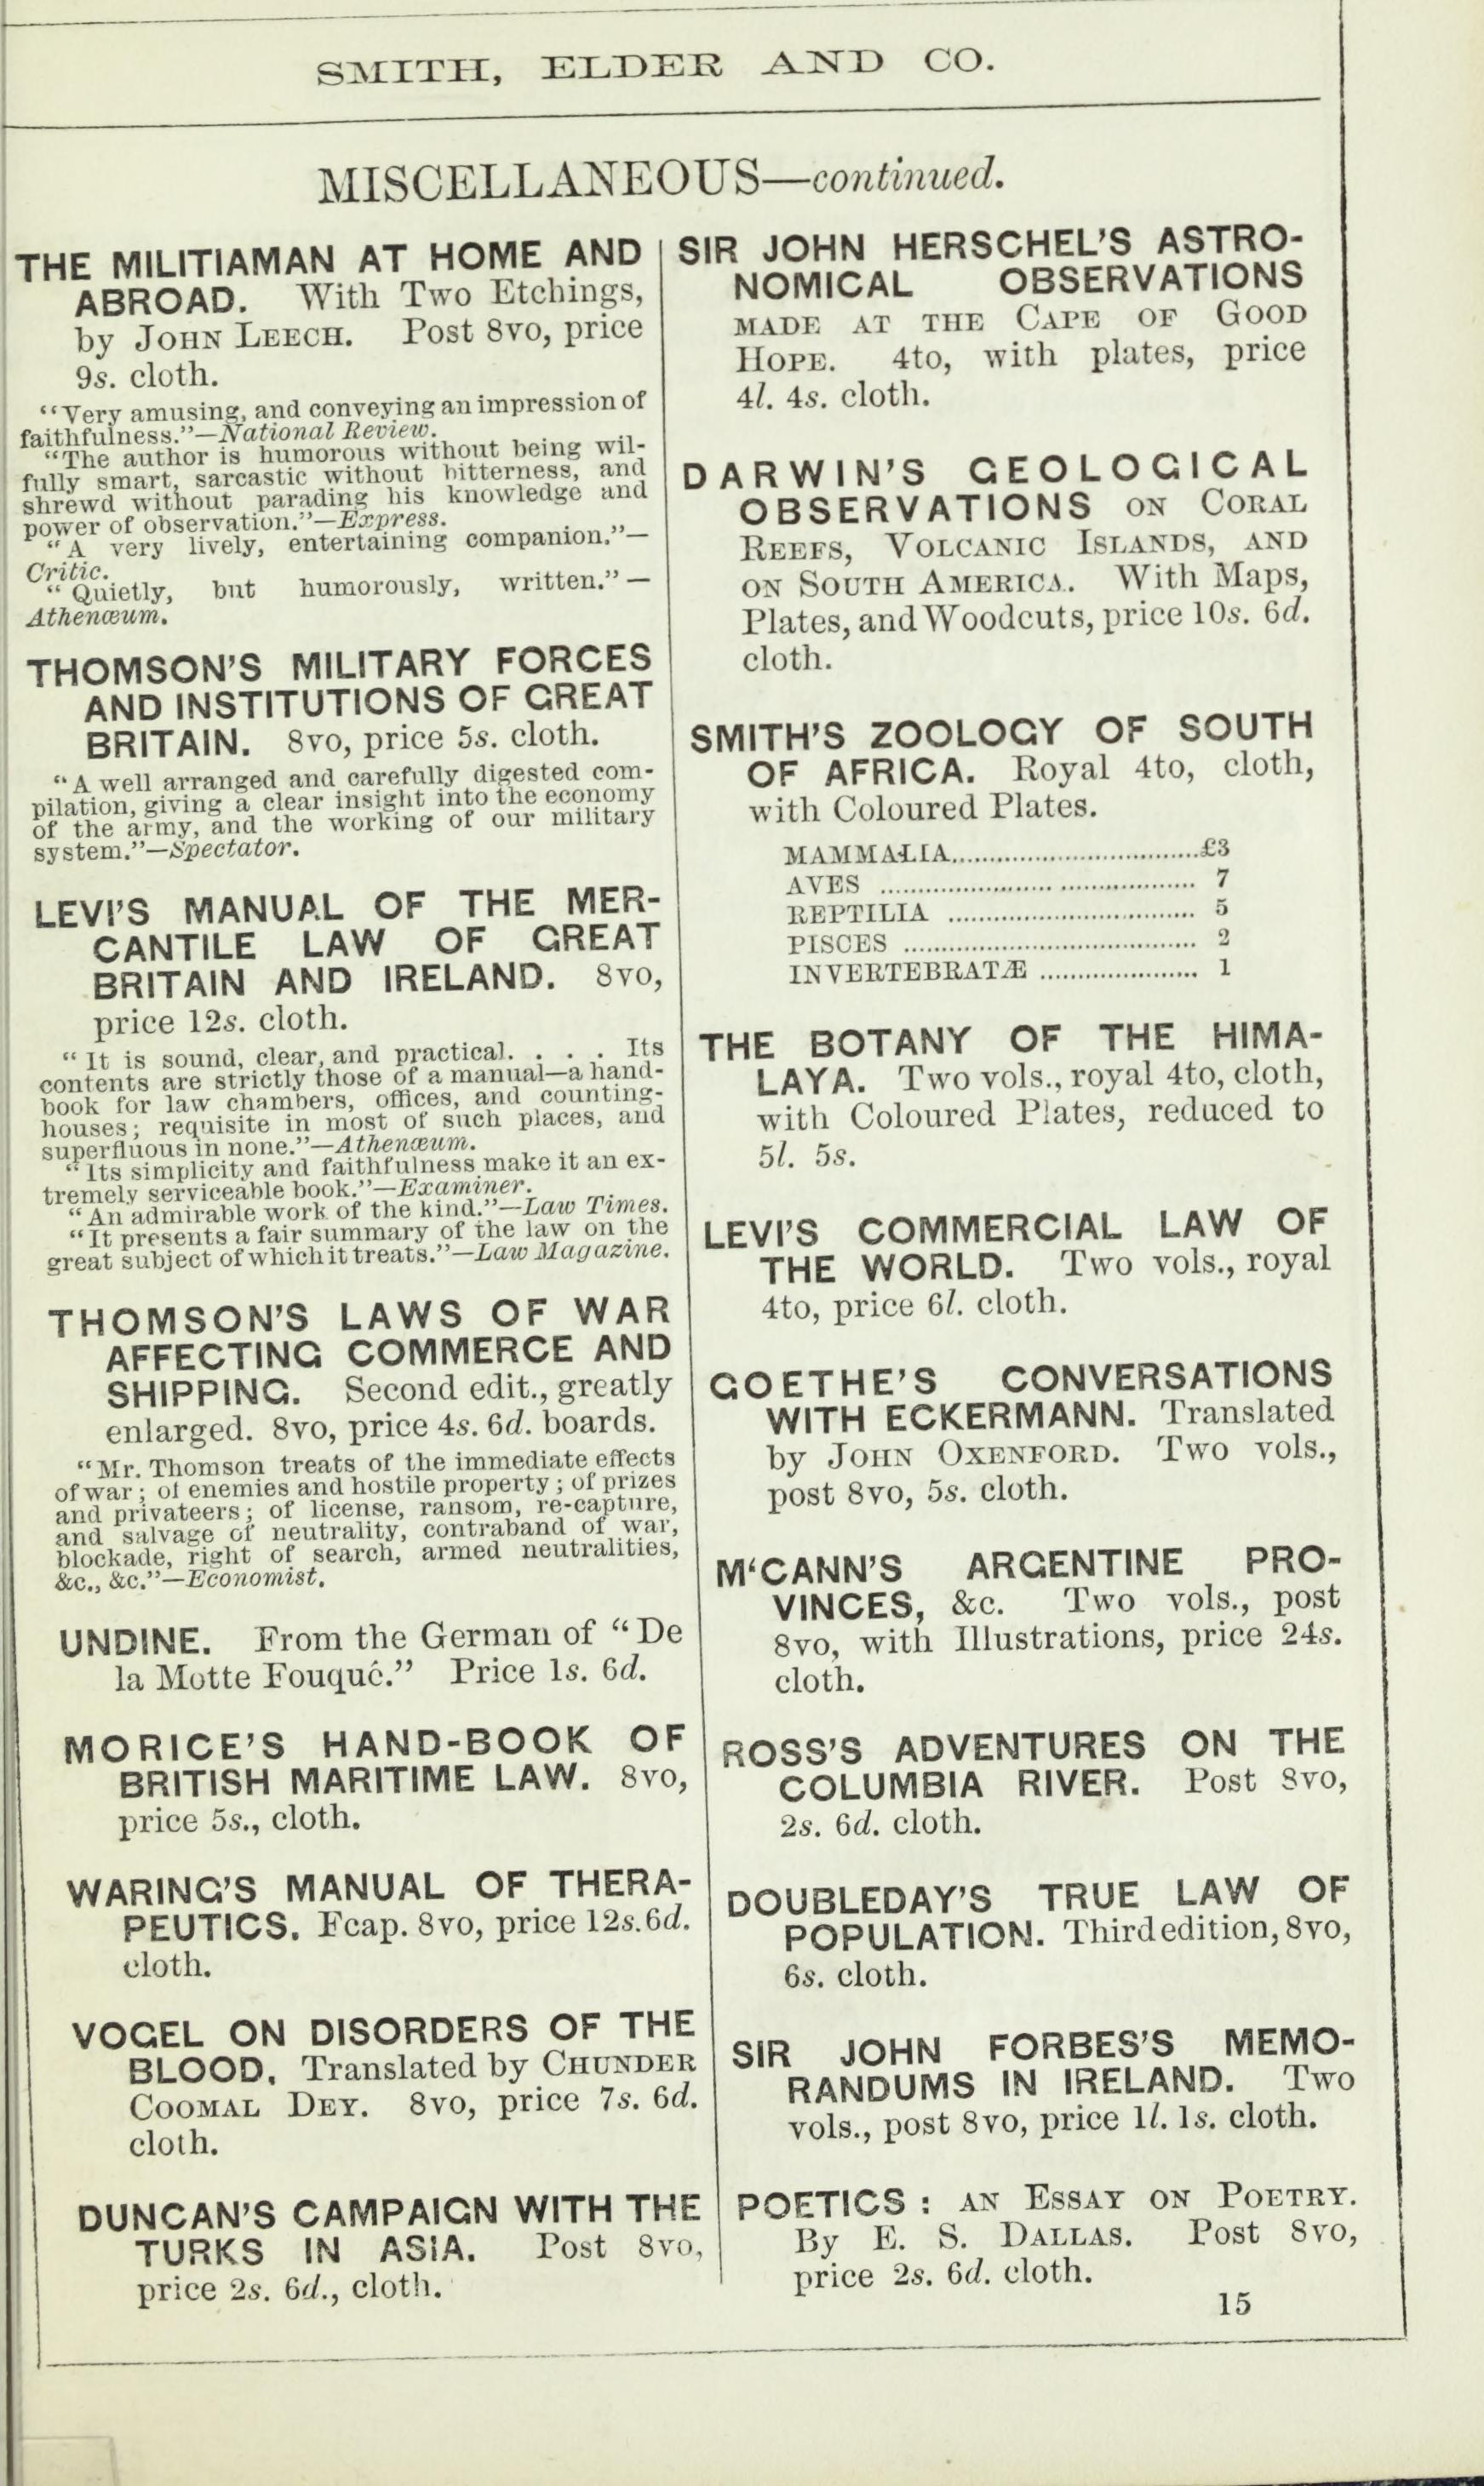 SMITH, ELDER AND CO.
MISCELLANEOUS—continued.
THE MILITIAMAN AT HOME AND
ABROAD. With Two Etchings,
by JOHN LEECH. Post 8vo, price
9s. cloth.
"Very amusing, and conveying an impression of
faithfulness."—National Review.
"The author is humorous without being wil-
fully smart, sarcastic without bitterness, and
shrewd without parading his knowledge and
power of observation."—Express.
"A very lively, entertaining companion."—
Critic.
"Quietly, but humorously, written."—
Athenæum.
THOMSON'S MILITARY FORCES
AND INSTITUTIONS OF GREAT
BRITAIN. 8vo, price 5s. cloth.
"A well arranged and carefully digested com-
pilation, giving a clear insight into the economy
of the army, and the working of our military
system."—Spectator.
LEVI'S MANUAL OF THE MER-
CANTILE LAW OF GREAT
BRITAIN AND IRELAND. 8vo,
price 12s. cloth.
"It is sound, clear, and practical. . . . Its
contents are strictly those of a manual—a hand-
book for law chambers, offices, and counting-
houses; requisite in most of such places, and
superfluous in none."—Athenæum.
"Its simplicity and faithfulness make it an ex-
tremely serviceable book."—Examiner.
"An admirable work of the kind."—Law Times.
"It presents a fair summary of the law on the
great subject of which it treats."—Law Magazine.
THOMSON'S LAWS OF WAR
AFFECTING COMMERCE AND
SHIPPING. Second edit., greatly
enlarged. 8vo, price 4s. 6d. boards.
"Mr. Thomson treats of the immediate effects
of war; of enemies and hostile property; of prizes
and privateers; of license, ransom, re-capture,
and salvage of neutrality, contraband of war,
blockade, right of search, armed neutralities,
&c., &c."—Economist.
UNDINE. From the German of "De
la Motte Fouqué." Price 1s. 6d.
MORICE'S HAND-BOOK OF
BRITISH MARITIME LAW. 8vo,
price 5s., cloth.
WARING'S MANUAL OF THERA-
PEUTICS. Fcap. 8vo, price 12s. 6d.
cloth.
VOGEL ON DISORDERS OF THE
BLOOD. Translated by CHUNDER
COOMAL DEY. 8vo, price 7s. 6d.
cloth.
DUNCAN'S CAMPAIGN WITH THE
TURKS IN ASIA. Post 8vo,
price 2s. 6d., cloth.
SIR JOHN HERSCHEL'S ASTRO-
NOMICAL OBSERVATIONS
MADE AT THE CAPE OF GOOD
HOPE. 4to, with plates, price
4l. 4s. cloth.
DARWIN'S GEOLOGICAL
OBSERVATIONS ON CORAL
REEFS, VOLCANIC ISLANDS, AND
ON SOUTH AMERICA. With Maps,
Plates, and Woodcuts, price 10s. 6d.
cloth.
SMITH'S ZOOLOGY OF SOUTH
OF AFRICA. Royal 4to, cloth,
with Coloured Plates.
MAMMALIA.................................£3
AVES ......................................... 7
REPTILIA ................................. 5
PISCES ....................................... 2
INVERTEBRATÆ ..................... 1
THE BOTANY OF THE HIMA-
LAYA. Two vols., royal 4to, cloth,
with Coloured Plates, reduced to
5l. 5s.
LEVI'S COMMERCIAL LAW OF
THE WORLD. Two vols., royal
4to, price 6l. cloth.
GOETHE'S CONVERSATIONS
WITH ECKERMANN. Translated
by JOHN OXENFORD. Two vols.,
post 8vo, 5s. cloth.
M'CANN'S ARGENTINE PRO-
VINCES, &c. Two vols., post
8vo, with Illustrations, price 24s.
cloth.
ROSS'S ADVENTURES ON THE
COLUMBIA RIVER. Post 8vo,
2s. 6d. cloth.
DOUBLEDAY'S TRUE LAW OF
POPULATION. Third edition, 8vo,
6s. cloth.
SIR JOHN FORBES'S MEMO-
RANDUMS IN IRELAND. Two
vols., post 8vo, price 1l. 1s. cloth.
POETICS: AN ESSAY ON POETRY.
By E. S. DALLAS. Post 8vo,
price 2s. 6d. cloth.
15